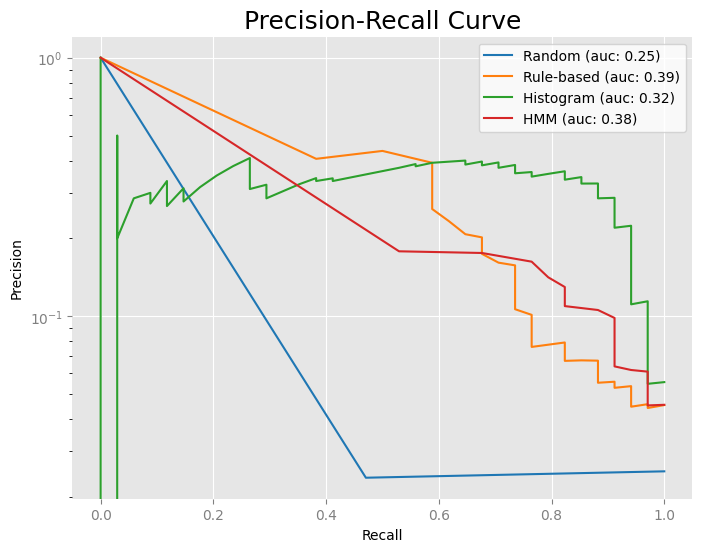 Precision-Recall Curve
Random (auc: 0.25)
Rule-based (auc: 0.39)
Histogram (auc: 0.32)
HMM (auc: 0.38)
10⁰
10⁻¹
Precision
0.0 0.2 0.4 0.6 0.8 1.0
Recall